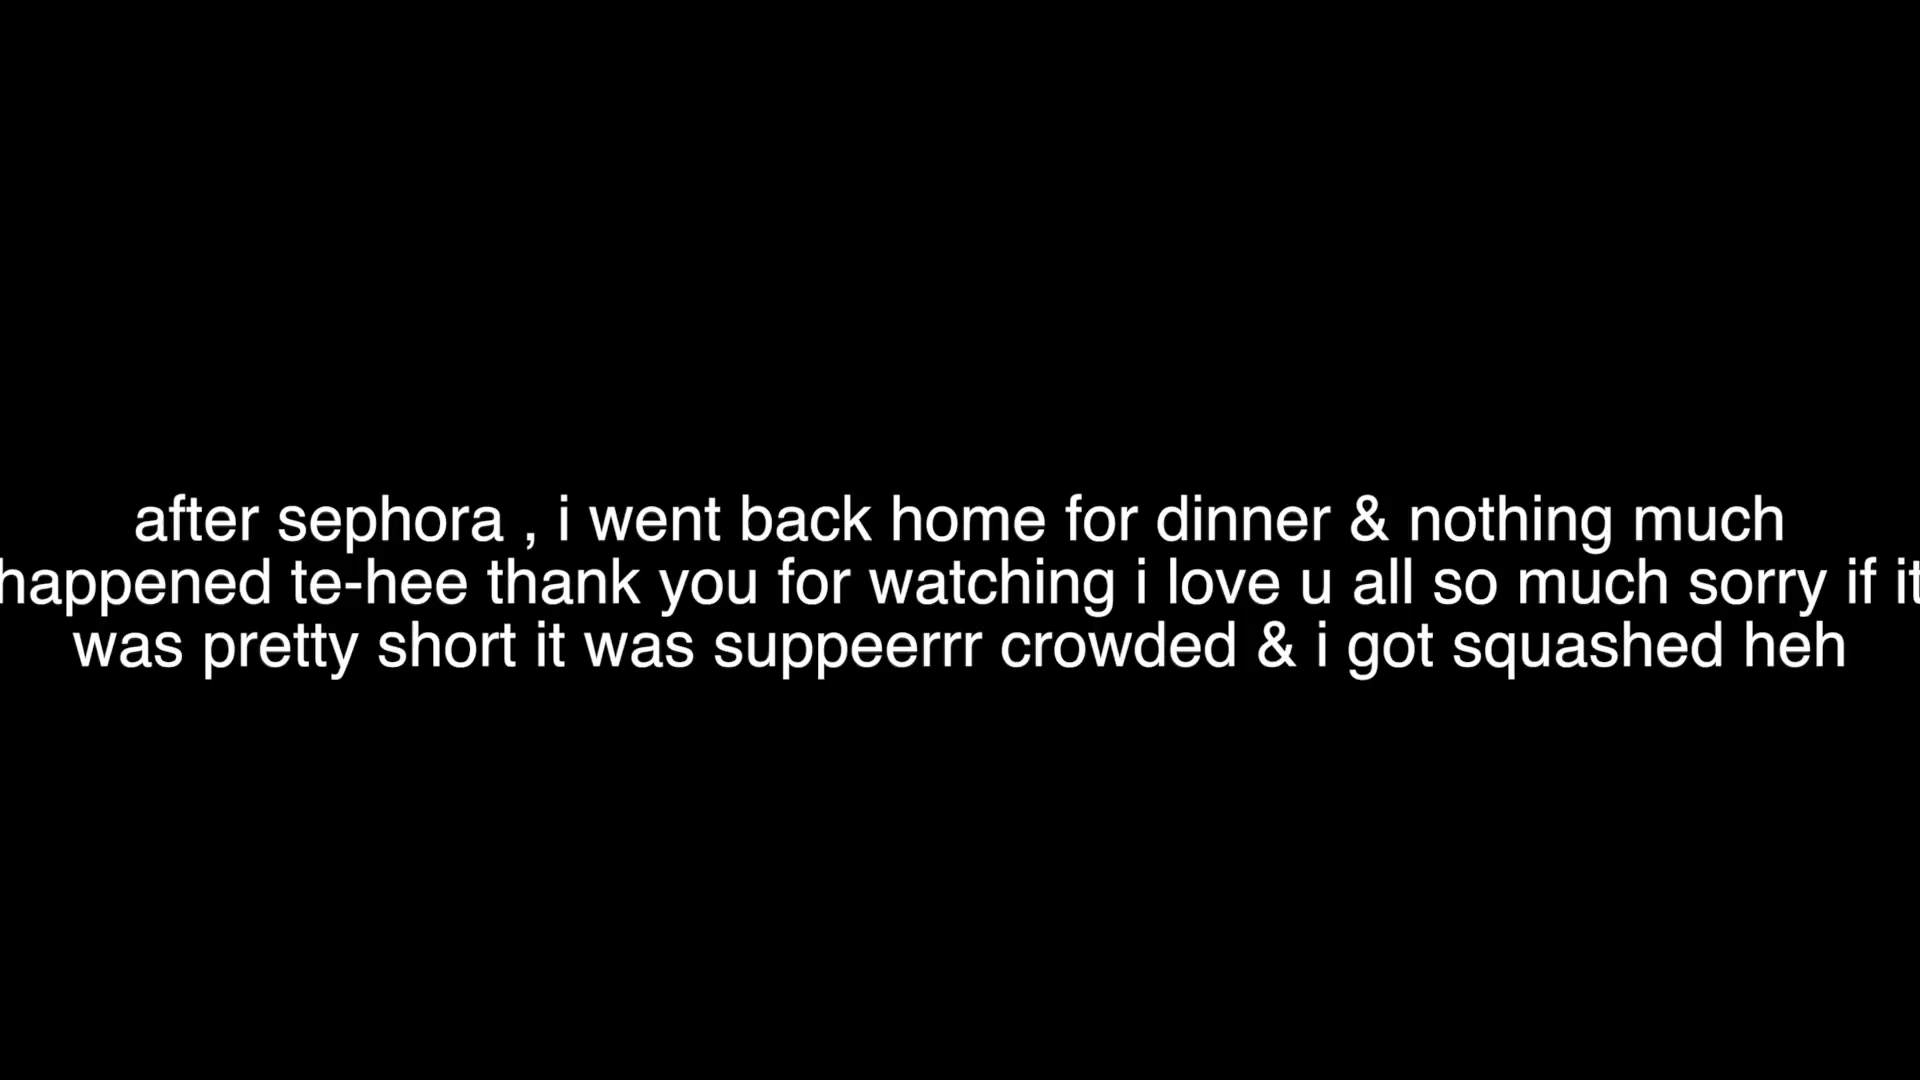 after sephora , i went back home for dinner & nothing much
happened te-hee thank you for watching i love u all so much sorry if it
was pretty short it was suppeerrr crowded & i got squashed heh